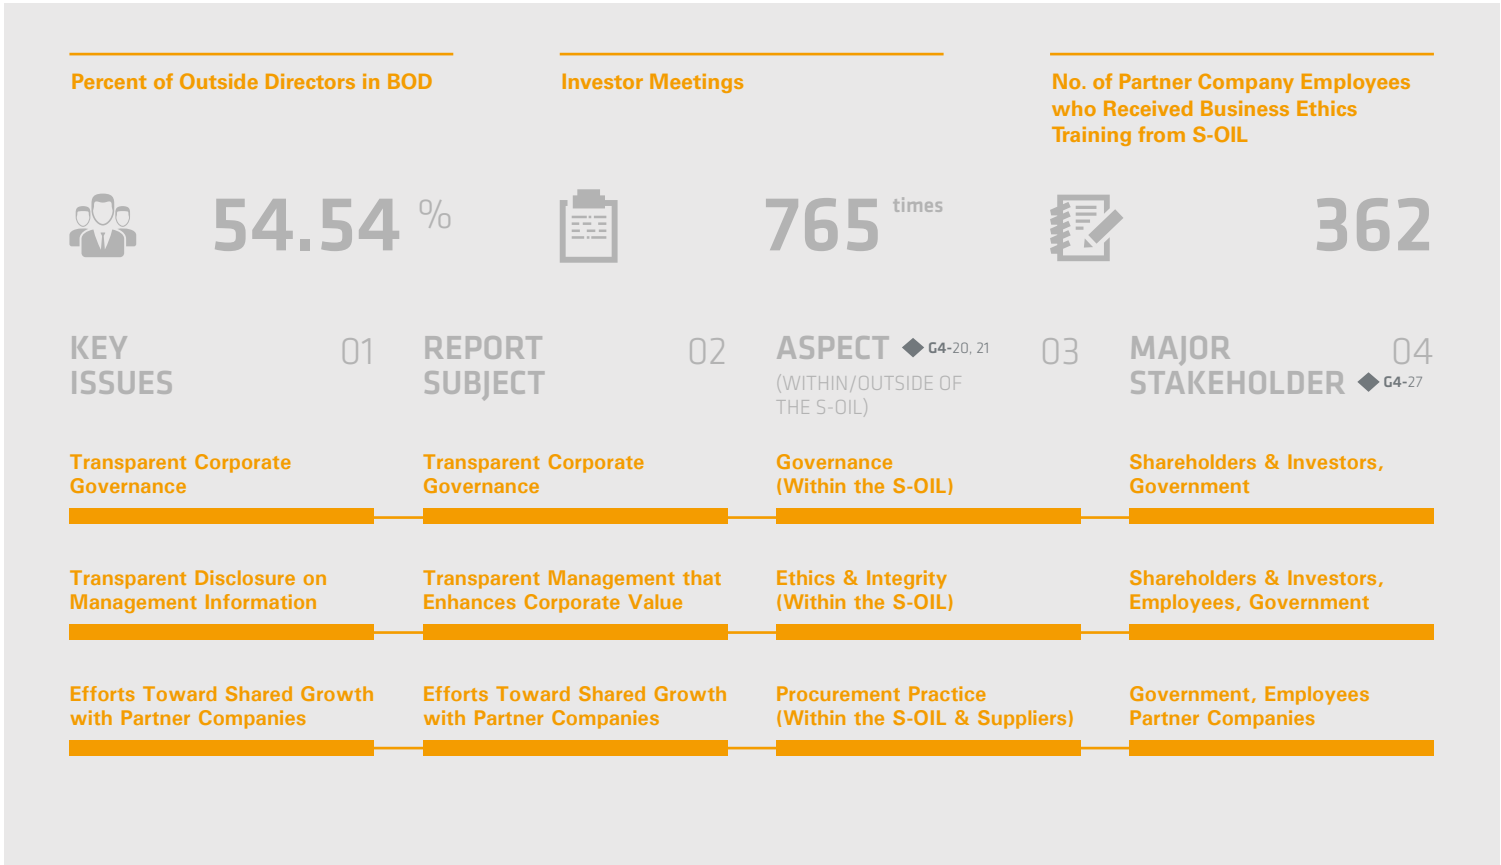 Percent of Outside Directors in BOD
Investor Meetings
No. of Partner Company Employees
who Received Business Ethics
Training from S-OIL
54.54 %
765 times
362
KEY
ISSUES
01
REPORT
SUBJECT
02
ASPECT ◆ G4-20, 21
(WITHIN/OUTSIDE OF
THE S-OIL)
03
MAJOR
STAKEHOLDER ◆ G4-27
04
Transparent Corporate
Governance
Transparent Corporate
Governance
Governance
(Within the S-OIL)
Shareholders & Investors,
Government
Transparent Disclosure on
Management Information
Transparent Management that
Enhances Corporate Value
Ethics & Integrity
(Within the S-OIL)
Shareholders & Investors,
Employees, Government
Efforts Toward Shared Growth
with Partner Companies
Efforts Toward Shared Growth
with Partner Companies
Procurement Practice
(Within the S-OIL & Suppliers)
Government, Employees
Partner Companies